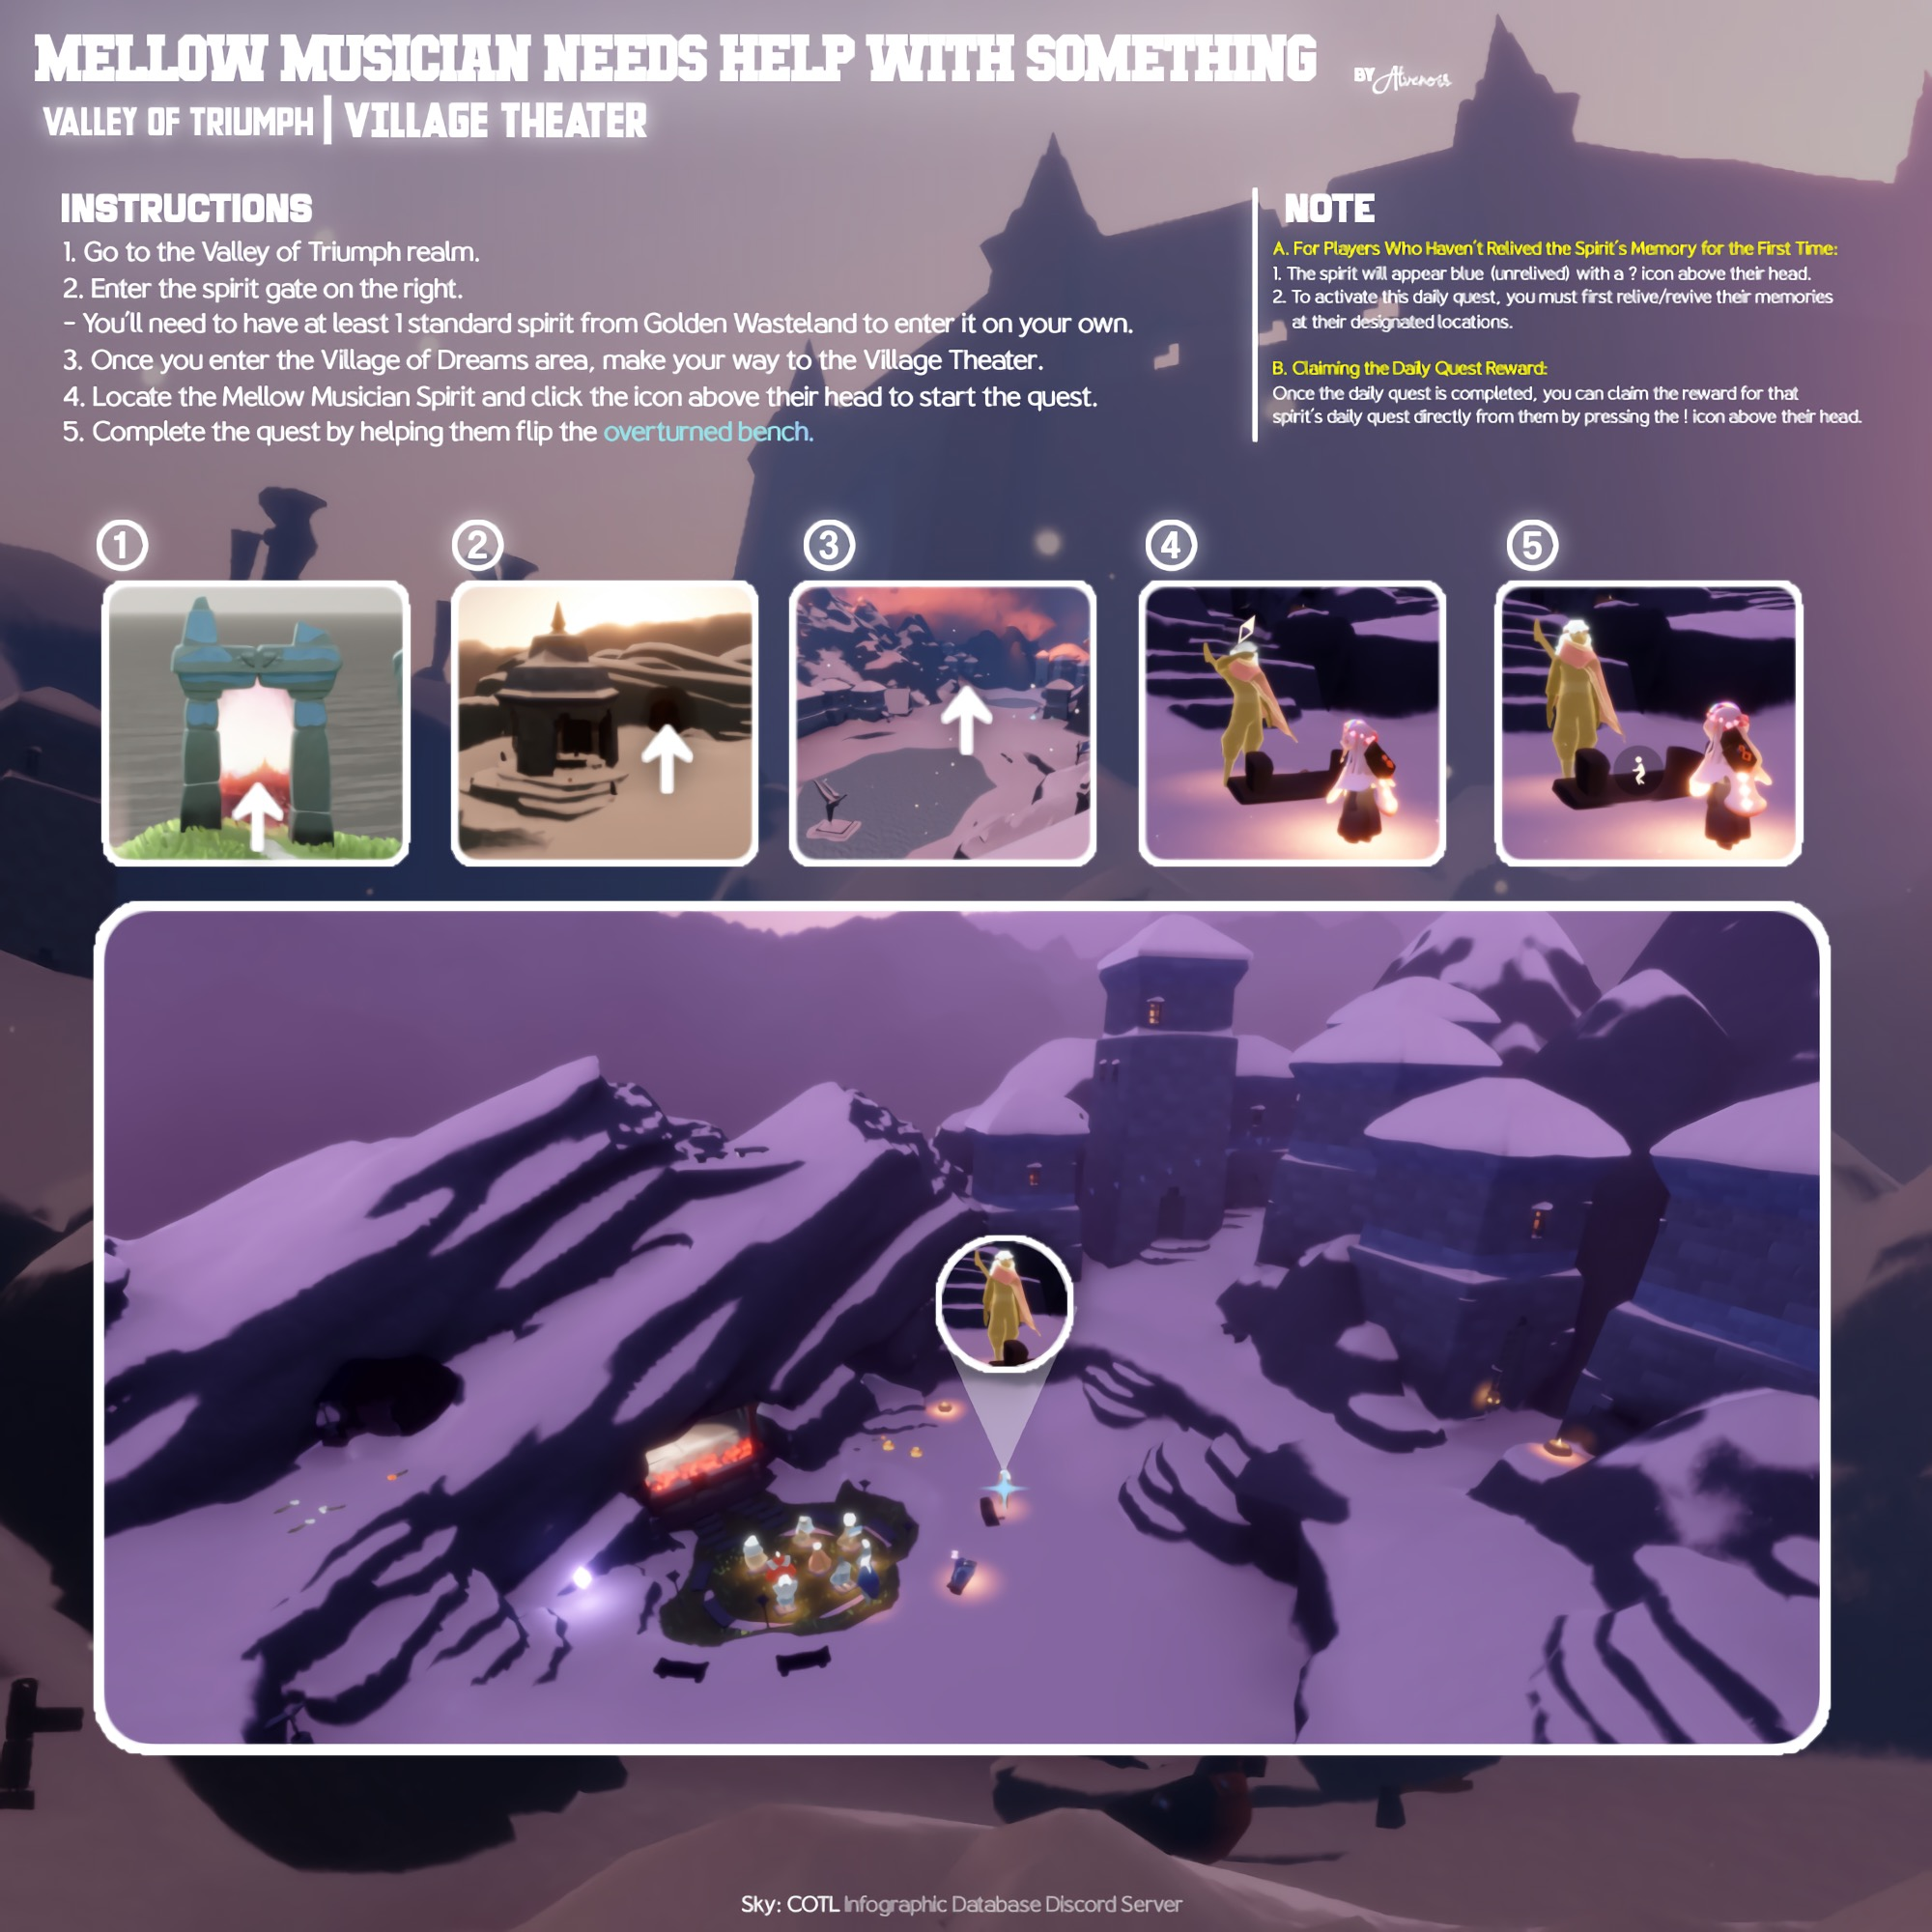 MELLOW MUSICIAN NEEDS HELP WITH SOMETHING
BY Alvenoss
VALLEY OF TRIUMPH | VILLAGE THEATER
INSTRUCTIONS
1. Go to the Valley of Triumph realm.
2. Enter the spirit gate on the right.
- You'll need to have at least 1 standard spirit from Golden Wasteland to enter it on your own.
3. Once you enter the Village of Dreams area, make your way to the Village Theater.
4. Locate the Mellow Musician Spirit and click the icon above their head to start the quest.
5. Complete the quest by helping them flip the overturned bench.
NOTE
A. For Players Who Haven't Relived the Spirit's Memory for the First Time:
1. The spirit will appear blue (unrelived) with a ? icon above their head.
2. To activate this daily quest, you must first relive/revive their memories
at their designated locations.
B. Claiming the Daily Quest Reward:
Once the daily quest is completed, you can claim the reward for that
spirit's daily quest directly from them by pressing the ! icon above their head.
1
2
3
4
5
Sky: COTL Infographic Database Discord Server